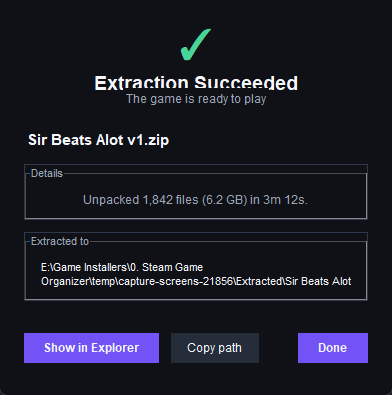 ✓
Extraction Succeeded
The game is ready to play
Sir Beats Alot v1.zip
Details
Unpacked 1,842 files (6.2 GB) in 3m 12s.
Extracted to
E:\Game Installers\0. Steam Game
Organizer\temp\capture-screens-21856\Extracted\Sir Beats Alot
Show in Explorer
Copy path
Done